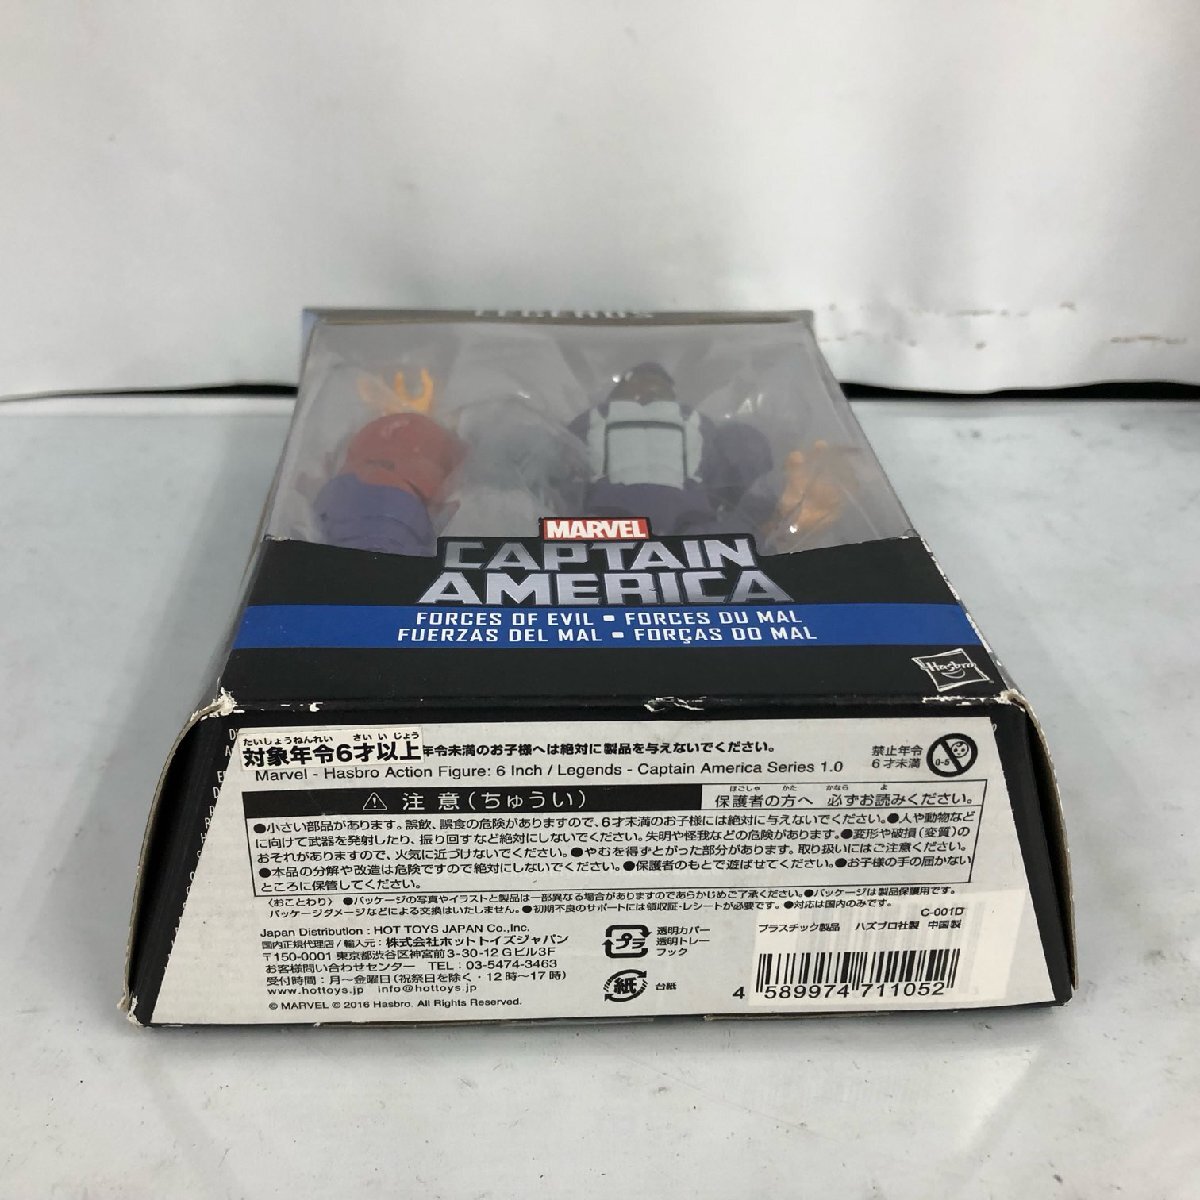 LEGENDS
MARVEL
CAPTAIN
AMERICA
FORCES OF EVIL ▪ FORCES DU MAL
FUERZAS DEL MAL ▪ FORÇAS DO MAL
Hasbro
たいしょうねんれい さい いじょう
対象年令6才以上
年令未満のお子様へは絶対に製品を与えないでください。
禁止年令
6才未満
0-5
Marvel - Hasbro Action Figure: 6 Inch / Legends - Captain America Series 1.0
⚠ 注意(ちゅうい)
ほごしゃ かた かなら よ
保護者の方へ 必ずお読みください。
●小さい部品があります。誤飲、誤食の危険がありますので、6才未満のお子様には絶対に与えないでください。●人や動物など
に向けて武器を発射したり、振り回すなど絶対にしないでください。失明や怪我などの危険があります。●変形や破損(変質)の
おそれがありますので、火気に近づけないでください。●やむを得ずとがった部分があります。取り扱いにはご注意ください。
●本品の分解や改造は危険ですので絶対にしないでください。●保護者のもとで遊ばせてください。●お子様の手の届かない
ところに保管してください。
(おことわり) ●パッケージの写真やイラストと製品は一部異なる場合がありますのであらかじめご了承ください。●パッケージは製品保護用です。
パッケージダメージなどによる交換はいたしません。●初期不良のサポートには領収証・レシートが必要です。●対応は国内のみです。
C-001D
Japan Distribution : HOT TOYS JAPAN Co.,Inc.
国内正規代理店 / 輸入元 : 株式会社ホットトイズジャパン
〒150-0001 東京都渋谷区神宮前3-30-12 Gビル3F
お客様問い合わせセンター TEL : 03-5474-3463
受付時間 : 月～金曜日(祝祭日を除く・12時～17時)
www.hottoys.jp info@hottoys.jp
© MARVEL © 2016 Hasbro. All Rights Reserved.
プラ
透明カバー
透明トレー
フック
紙
台紙
プラスチック製品 ハズブロ社製 中国製
4 589974 711052